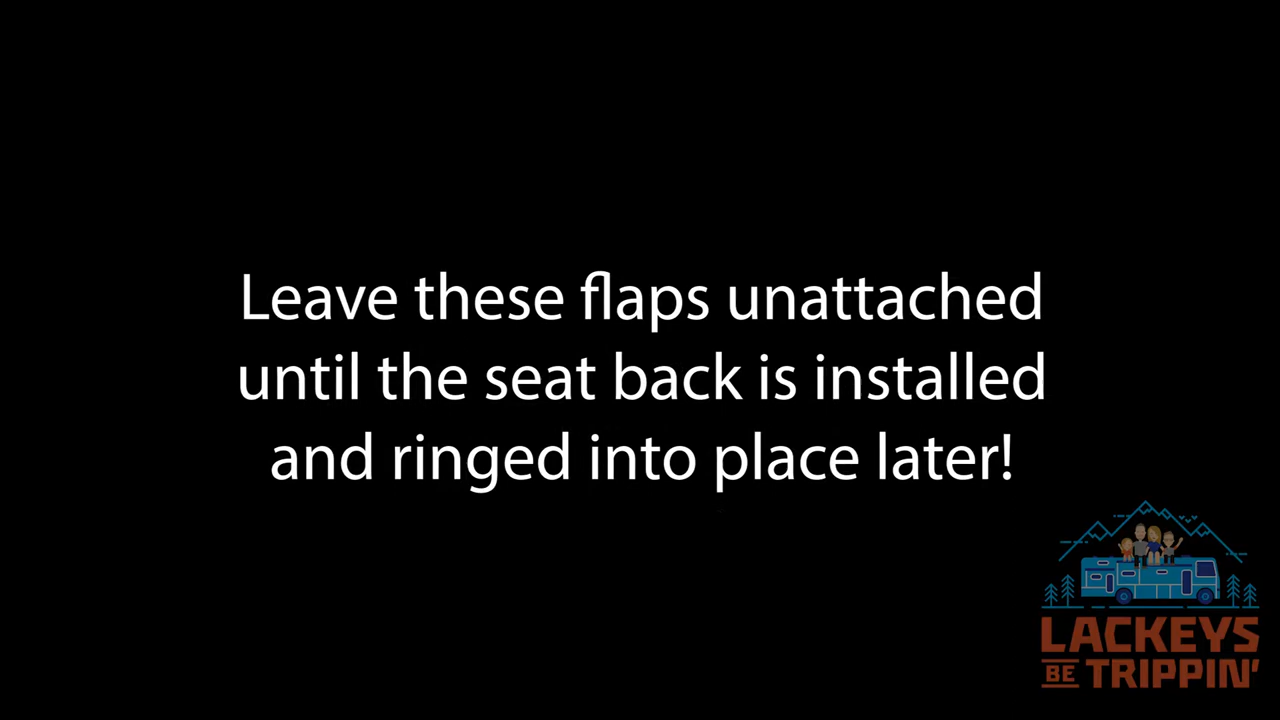 Leave these flaps unattached
until the seat back is installed
and ringed into place later!
LACKEYS
BE TRIPPIN'